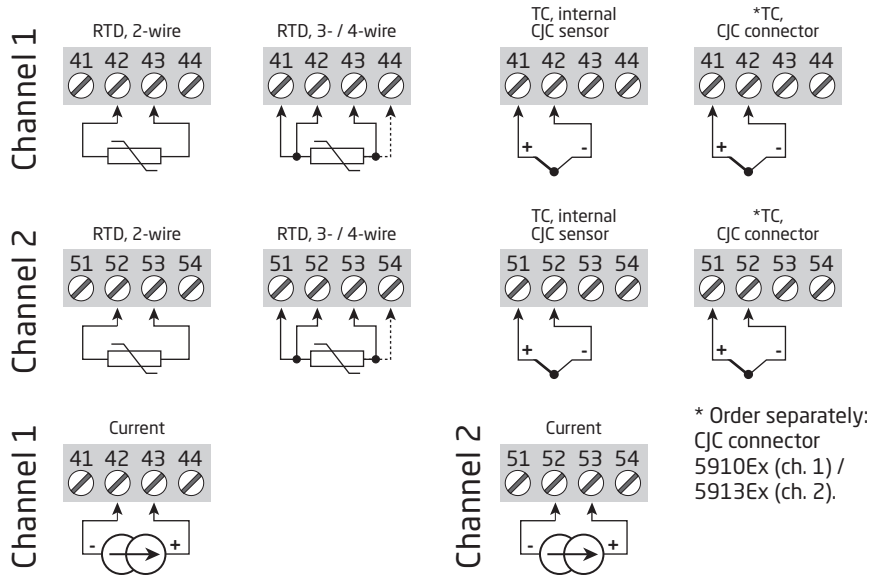 Channel 1
RTD, 2-wire
41 42 43 44
RTD, 3- / 4-wire
41 42 43 44
TC, internal
CJC sensor
41 42 43 44
+ -
*TC,
CJC connector
41 42 43 44
+ -
Channel 2
RTD, 2-wire
51 52 53 54
RTD, 3- / 4-wire
51 52 53 54
TC, internal
CJC sensor
51 52 53 54
+ -
*TC,
CJC connector
51 52 53 54
+ -
Channel 1
Current
41 42 43 44
- +
Channel 2
Current
51 52 53 54
- +
* Order separately:
CJC connector
5910Ex (ch. 1) /
5913Ex (ch. 2).